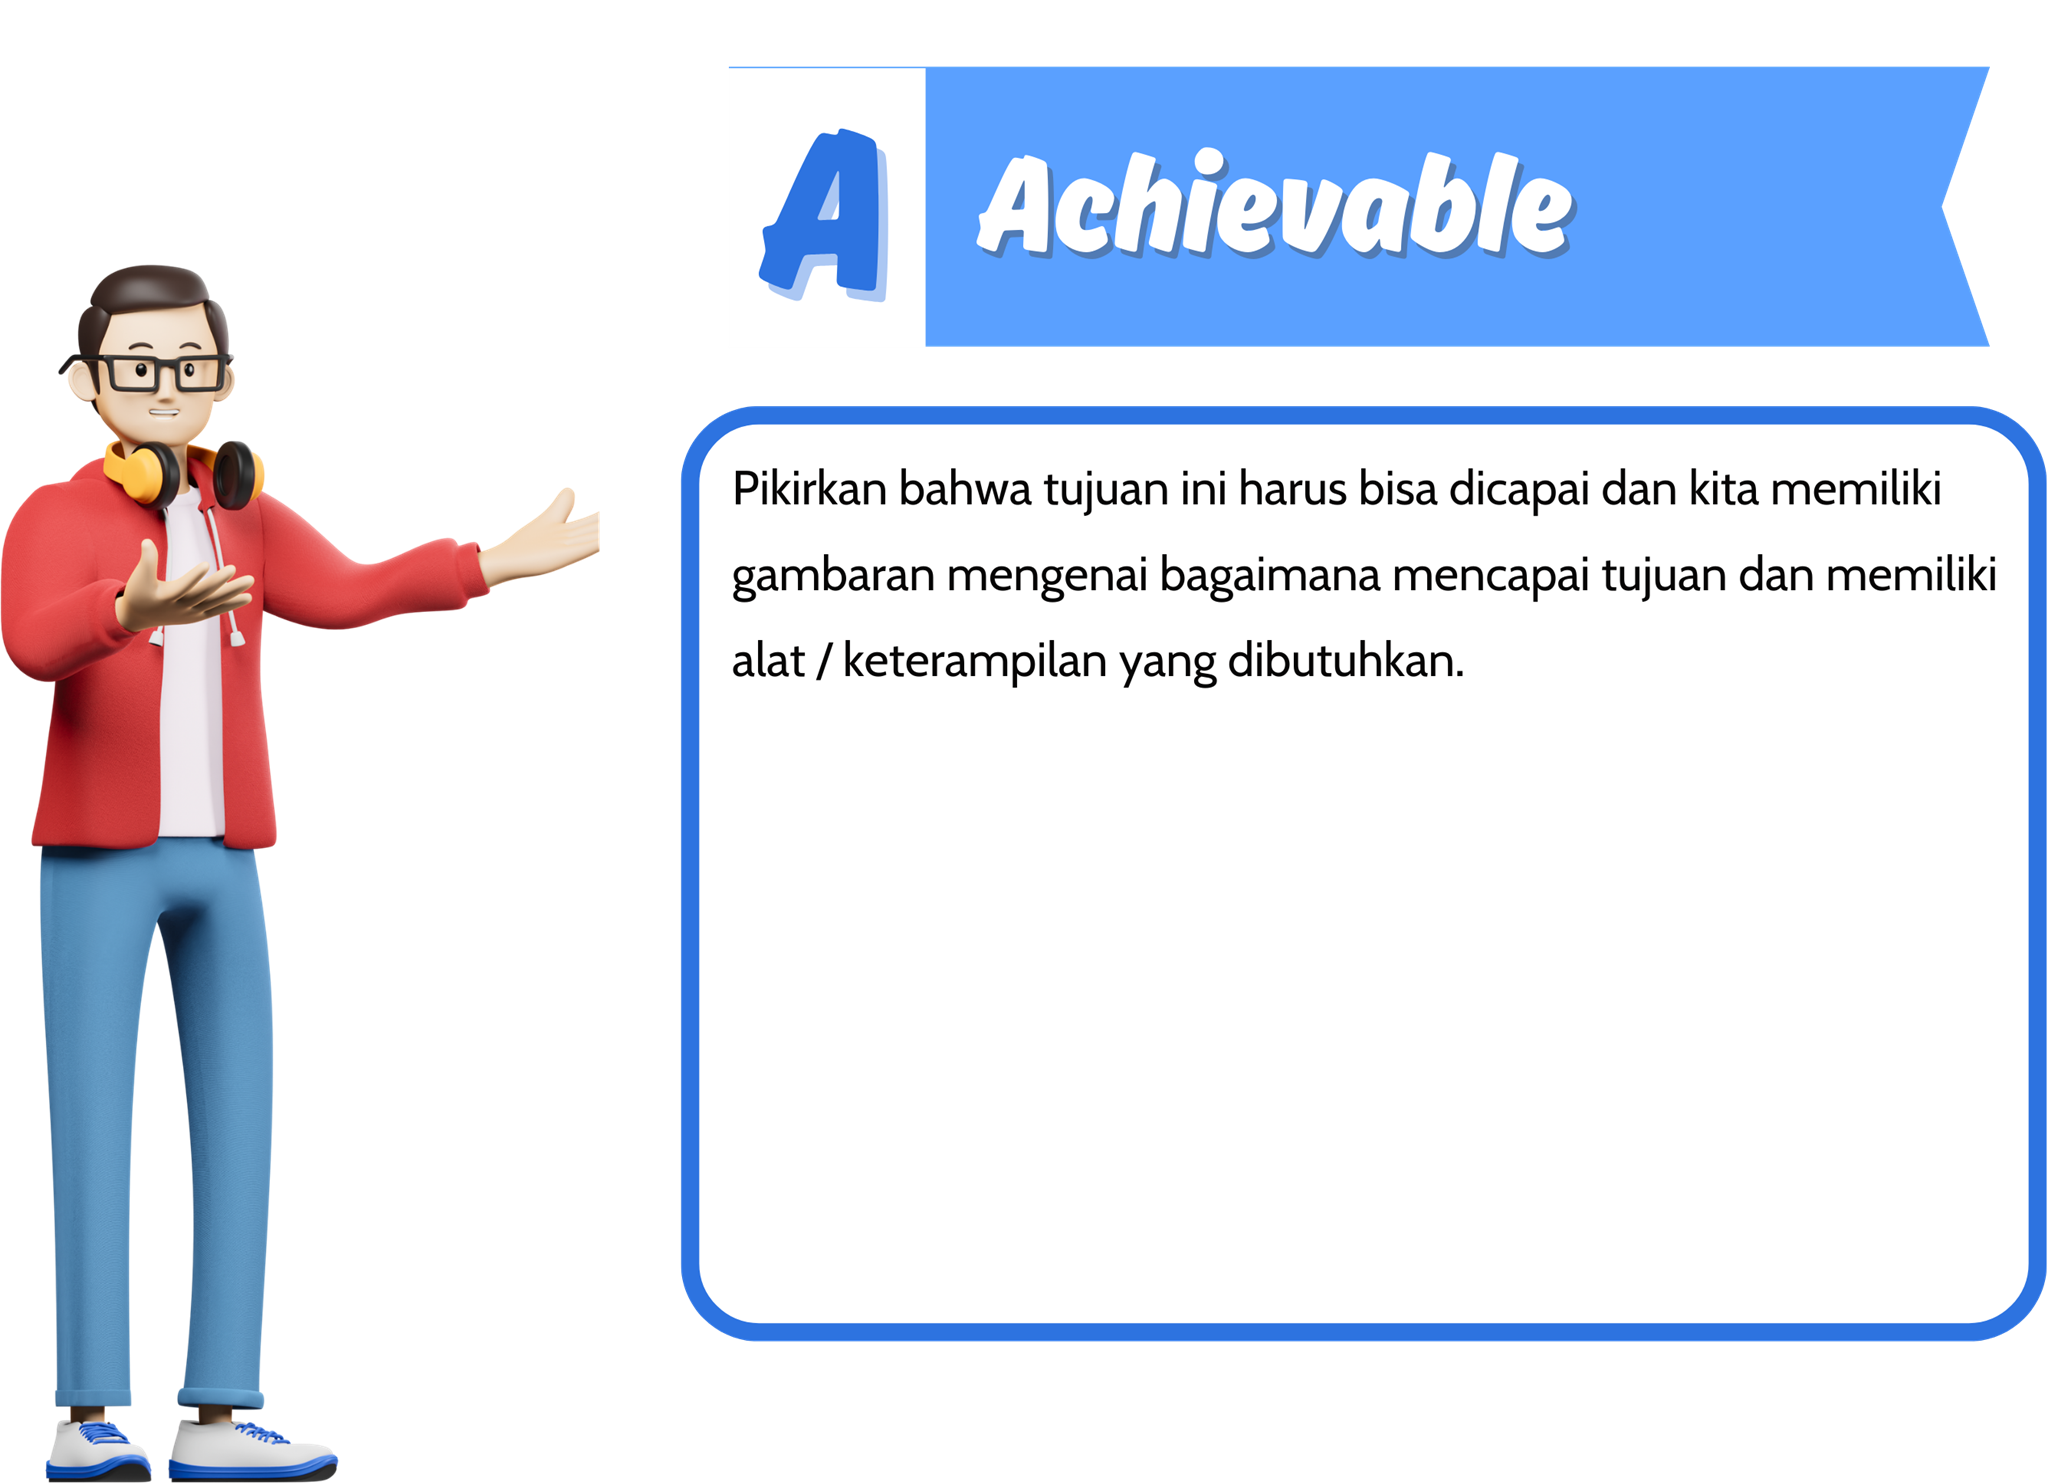 A
Achievable
Pikirkan bahwa tujuan ini harus bisa dicapai dan kita memiliki
gambaran mengenai bagaimana mencapai tujuan dan memiliki
alat / keterampilan yang dibutuhkan.